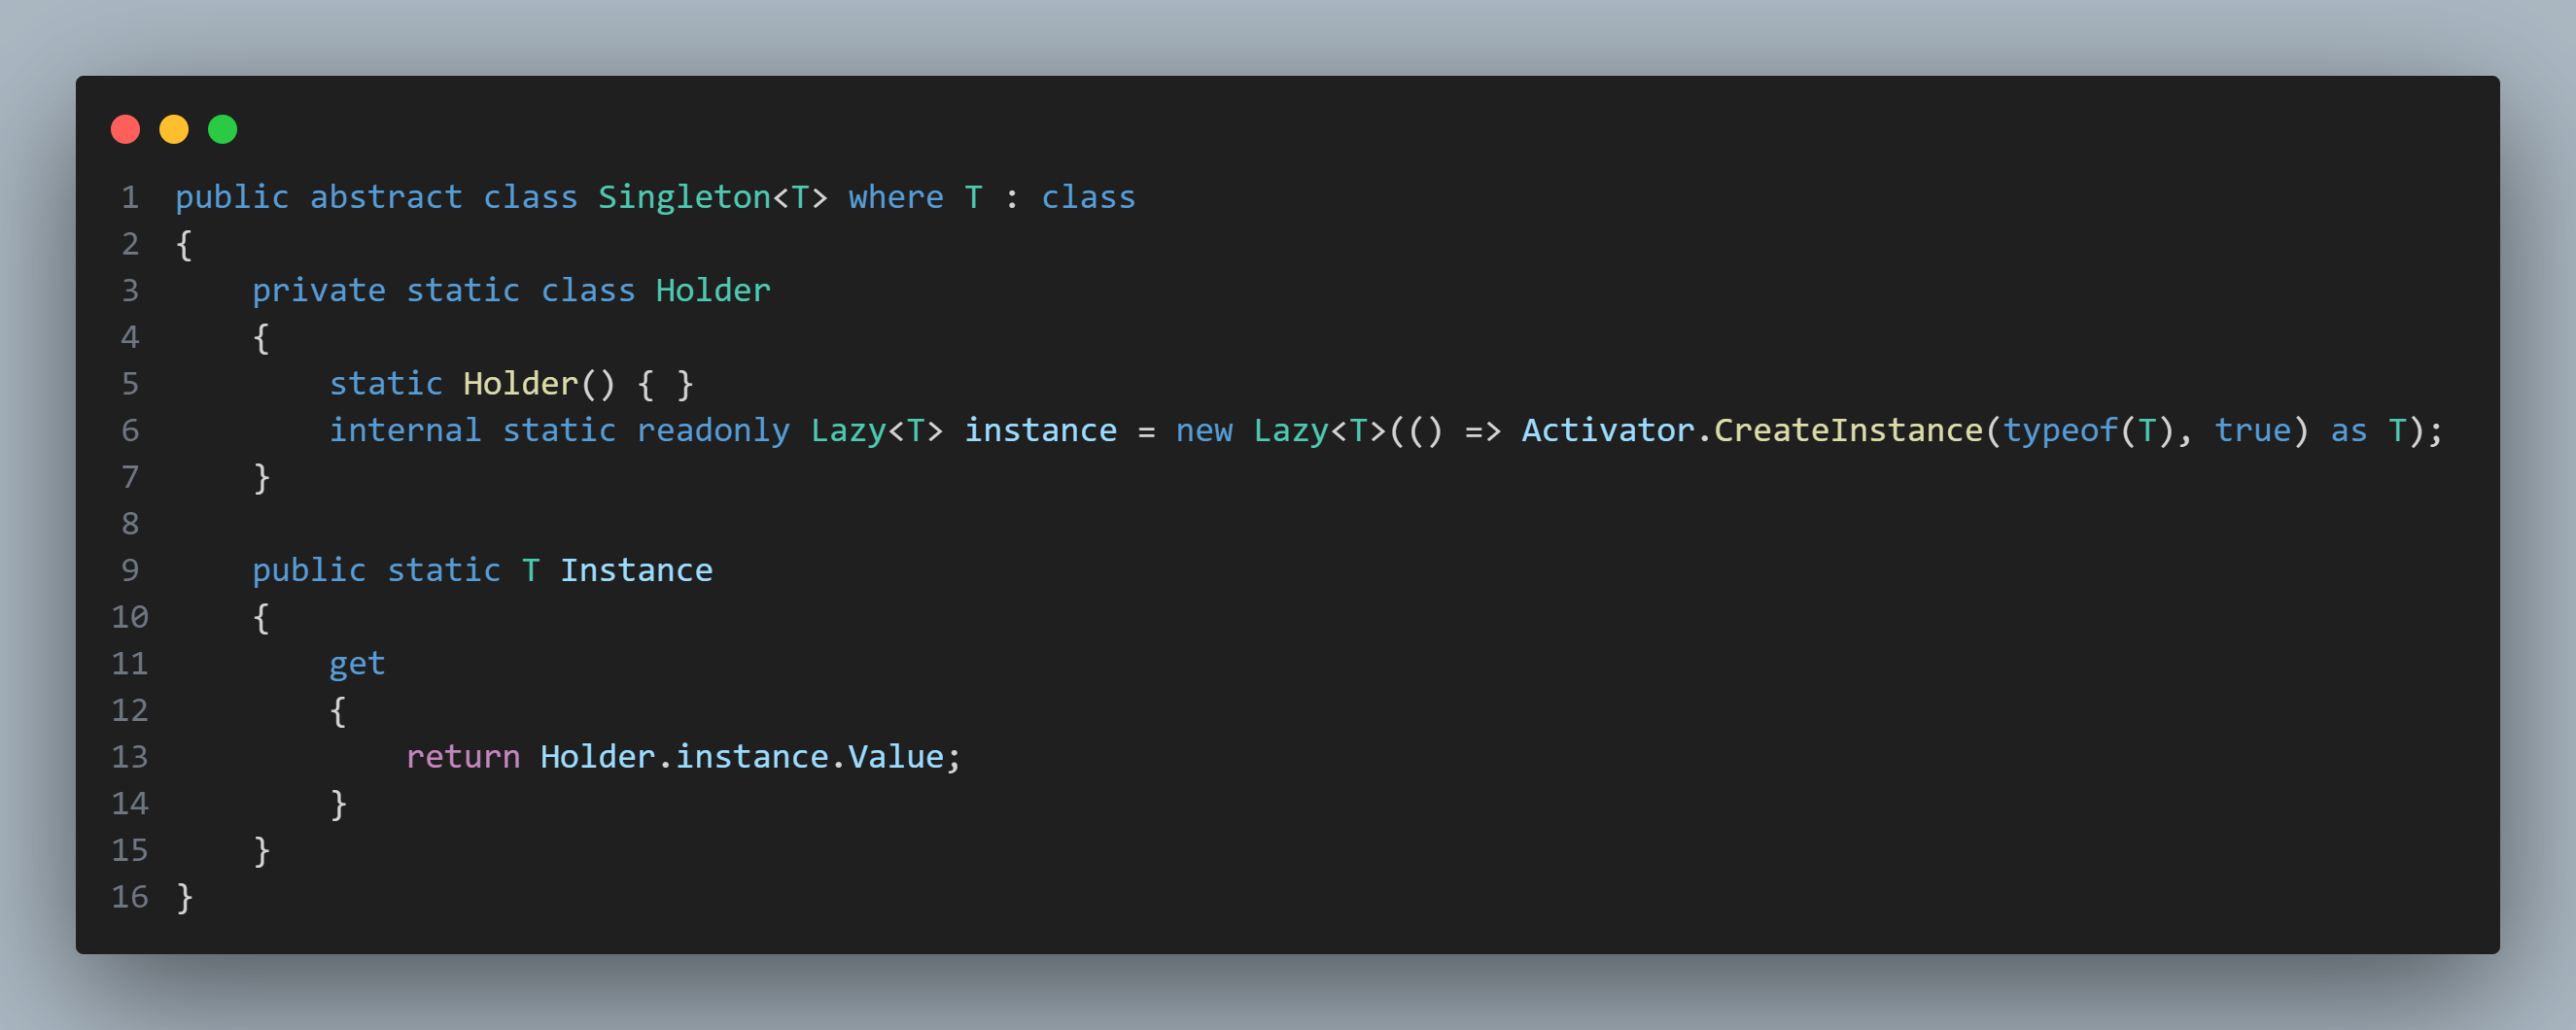 1 public abstract class Singleton<T> where T : class
2 {
3     private static class Holder
4     {
5         static Holder() { }
6         internal static readonly Lazy<T> instance = new Lazy<T>(() => Activator.CreateInstance(typeof(T), true) as T);
7     }
8
9     public static T Instance
10     {
11         get
12         {
13             return Holder.instance.Value;
14         }
15     }
16 }